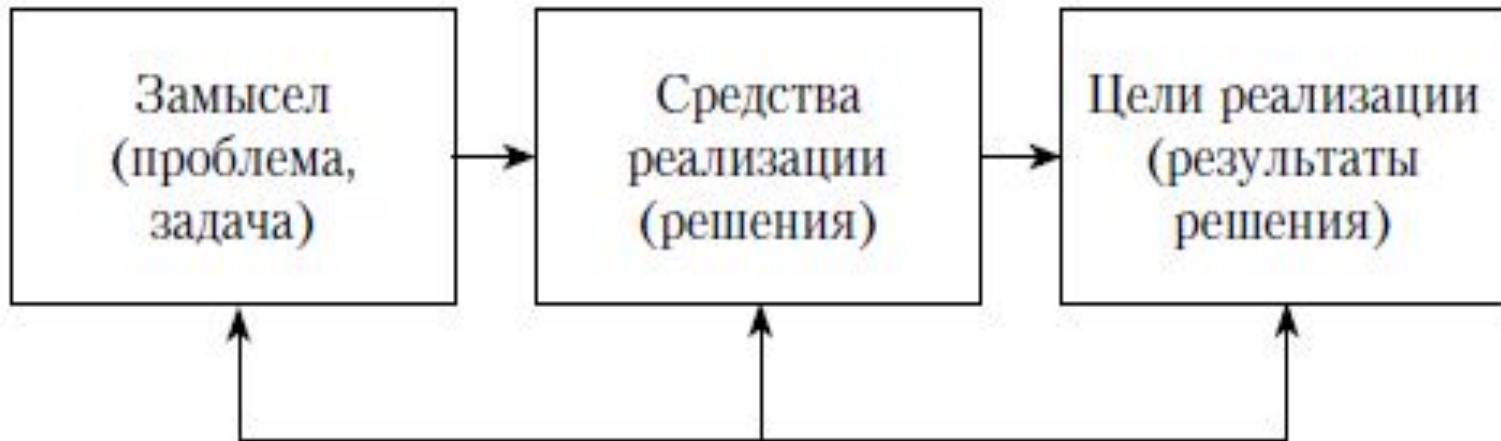 Замысел
(проблема,
задача)
Средства
реализации
(решения)
Цели реализации
(результаты
решения)